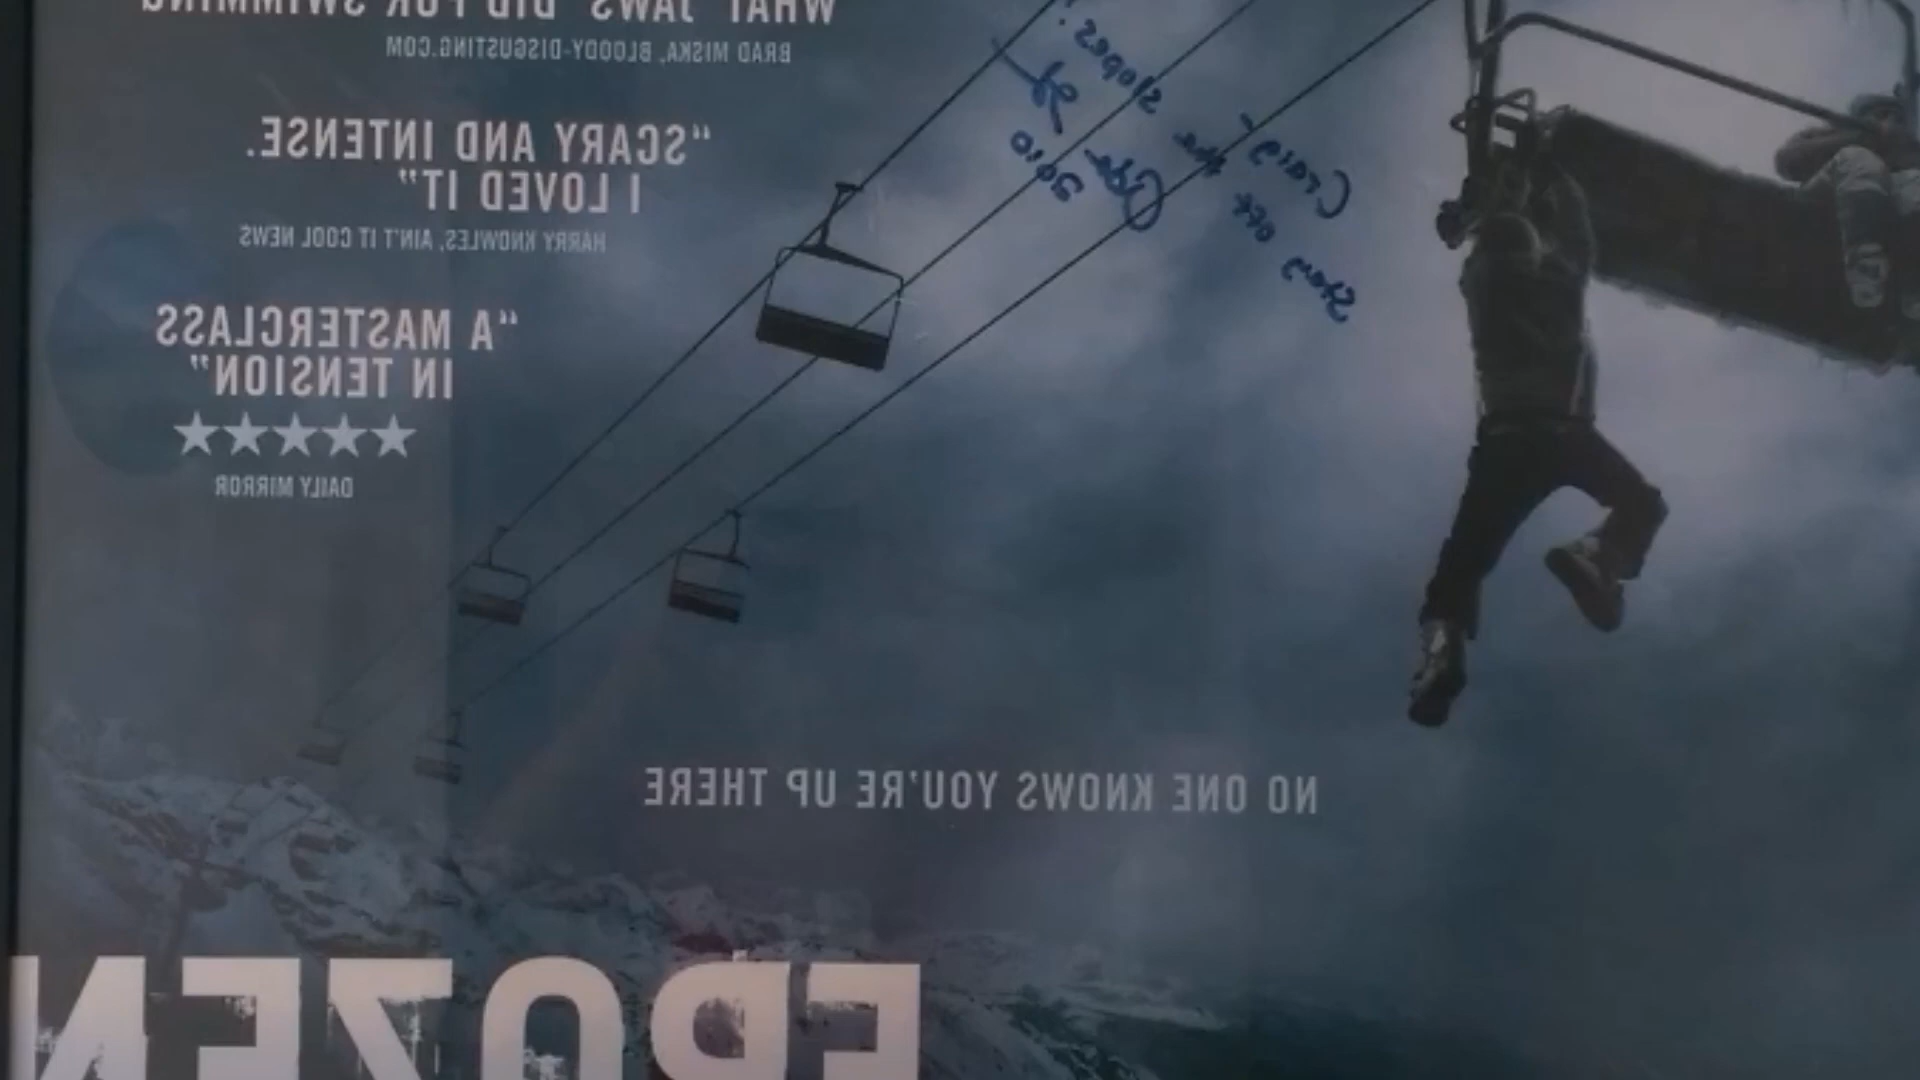 WHAT 'JAWS' DID FOR SWIMMING
BRAD MISKA, BLOODY-DISGUSTING.COM
"SCARY AND INTENSE.
I LOVED IT"
HARRY KNOWLES, AIN'T IT COOL NEWS
"A MASTERCLASS
IN TENSION"
DAILY MIRROR
Craig -
Stay off the slopes!
2010
NO ONE KNOWS YOU'RE UP THERE
FROZEN